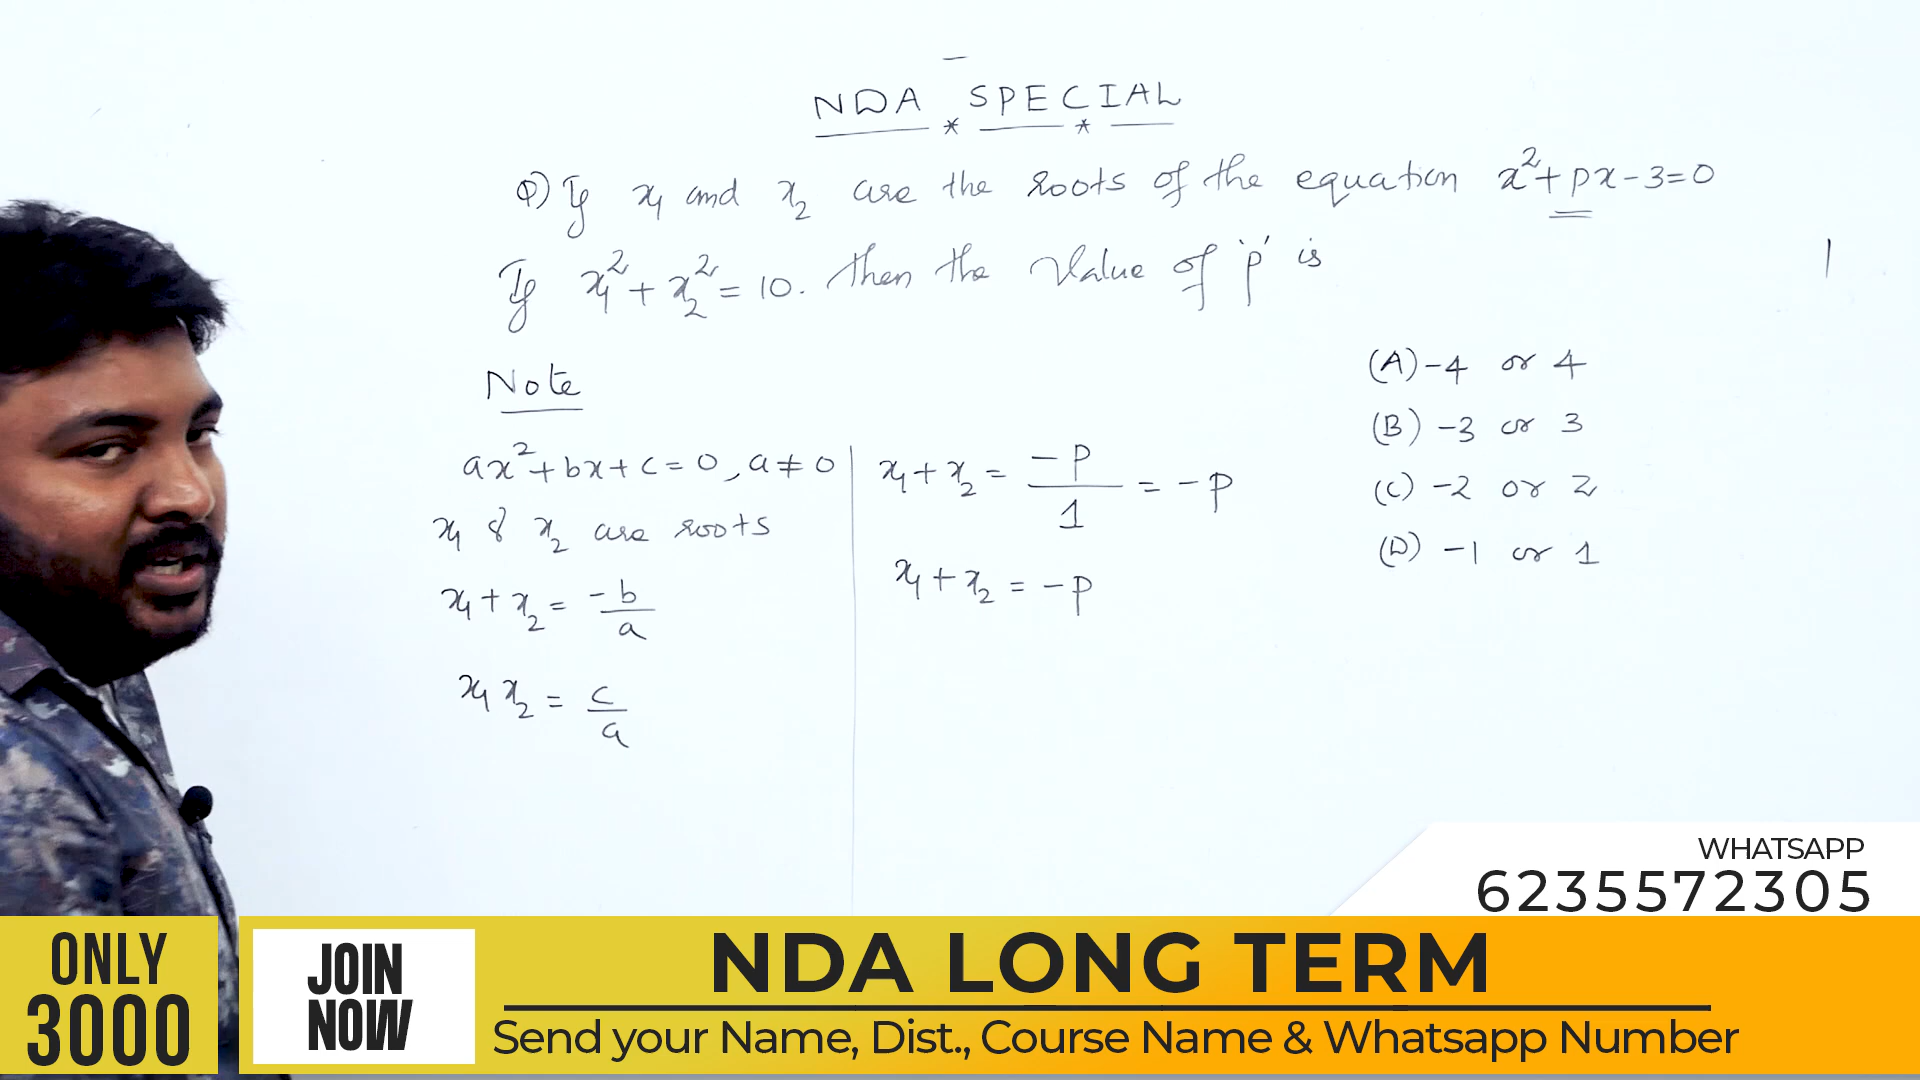 NDA SPECIAL
Q) If x₁ and x₂ are the roots of the equation x²+px-3=0
If x₁²+x₂²=10. then the value of 'p' is
Note
ax²+bx+c=0, a≠0
x₁ & x₂ are roots
x₁+x₂ = -b/a
x₁ x₂ = c/a
x₁+x₂ = -p/1 = -p
x₁+x₂ = -p
(A) -4 or 4
(B) -3 or 3
(C) -2 or 2
(D) -1 or 1
WHATSAPP
6235572305
ONLY
3000
JOIN
NOW
NDA LONG TERM
Send your Name, Dist., Course Name & Whatsapp Number